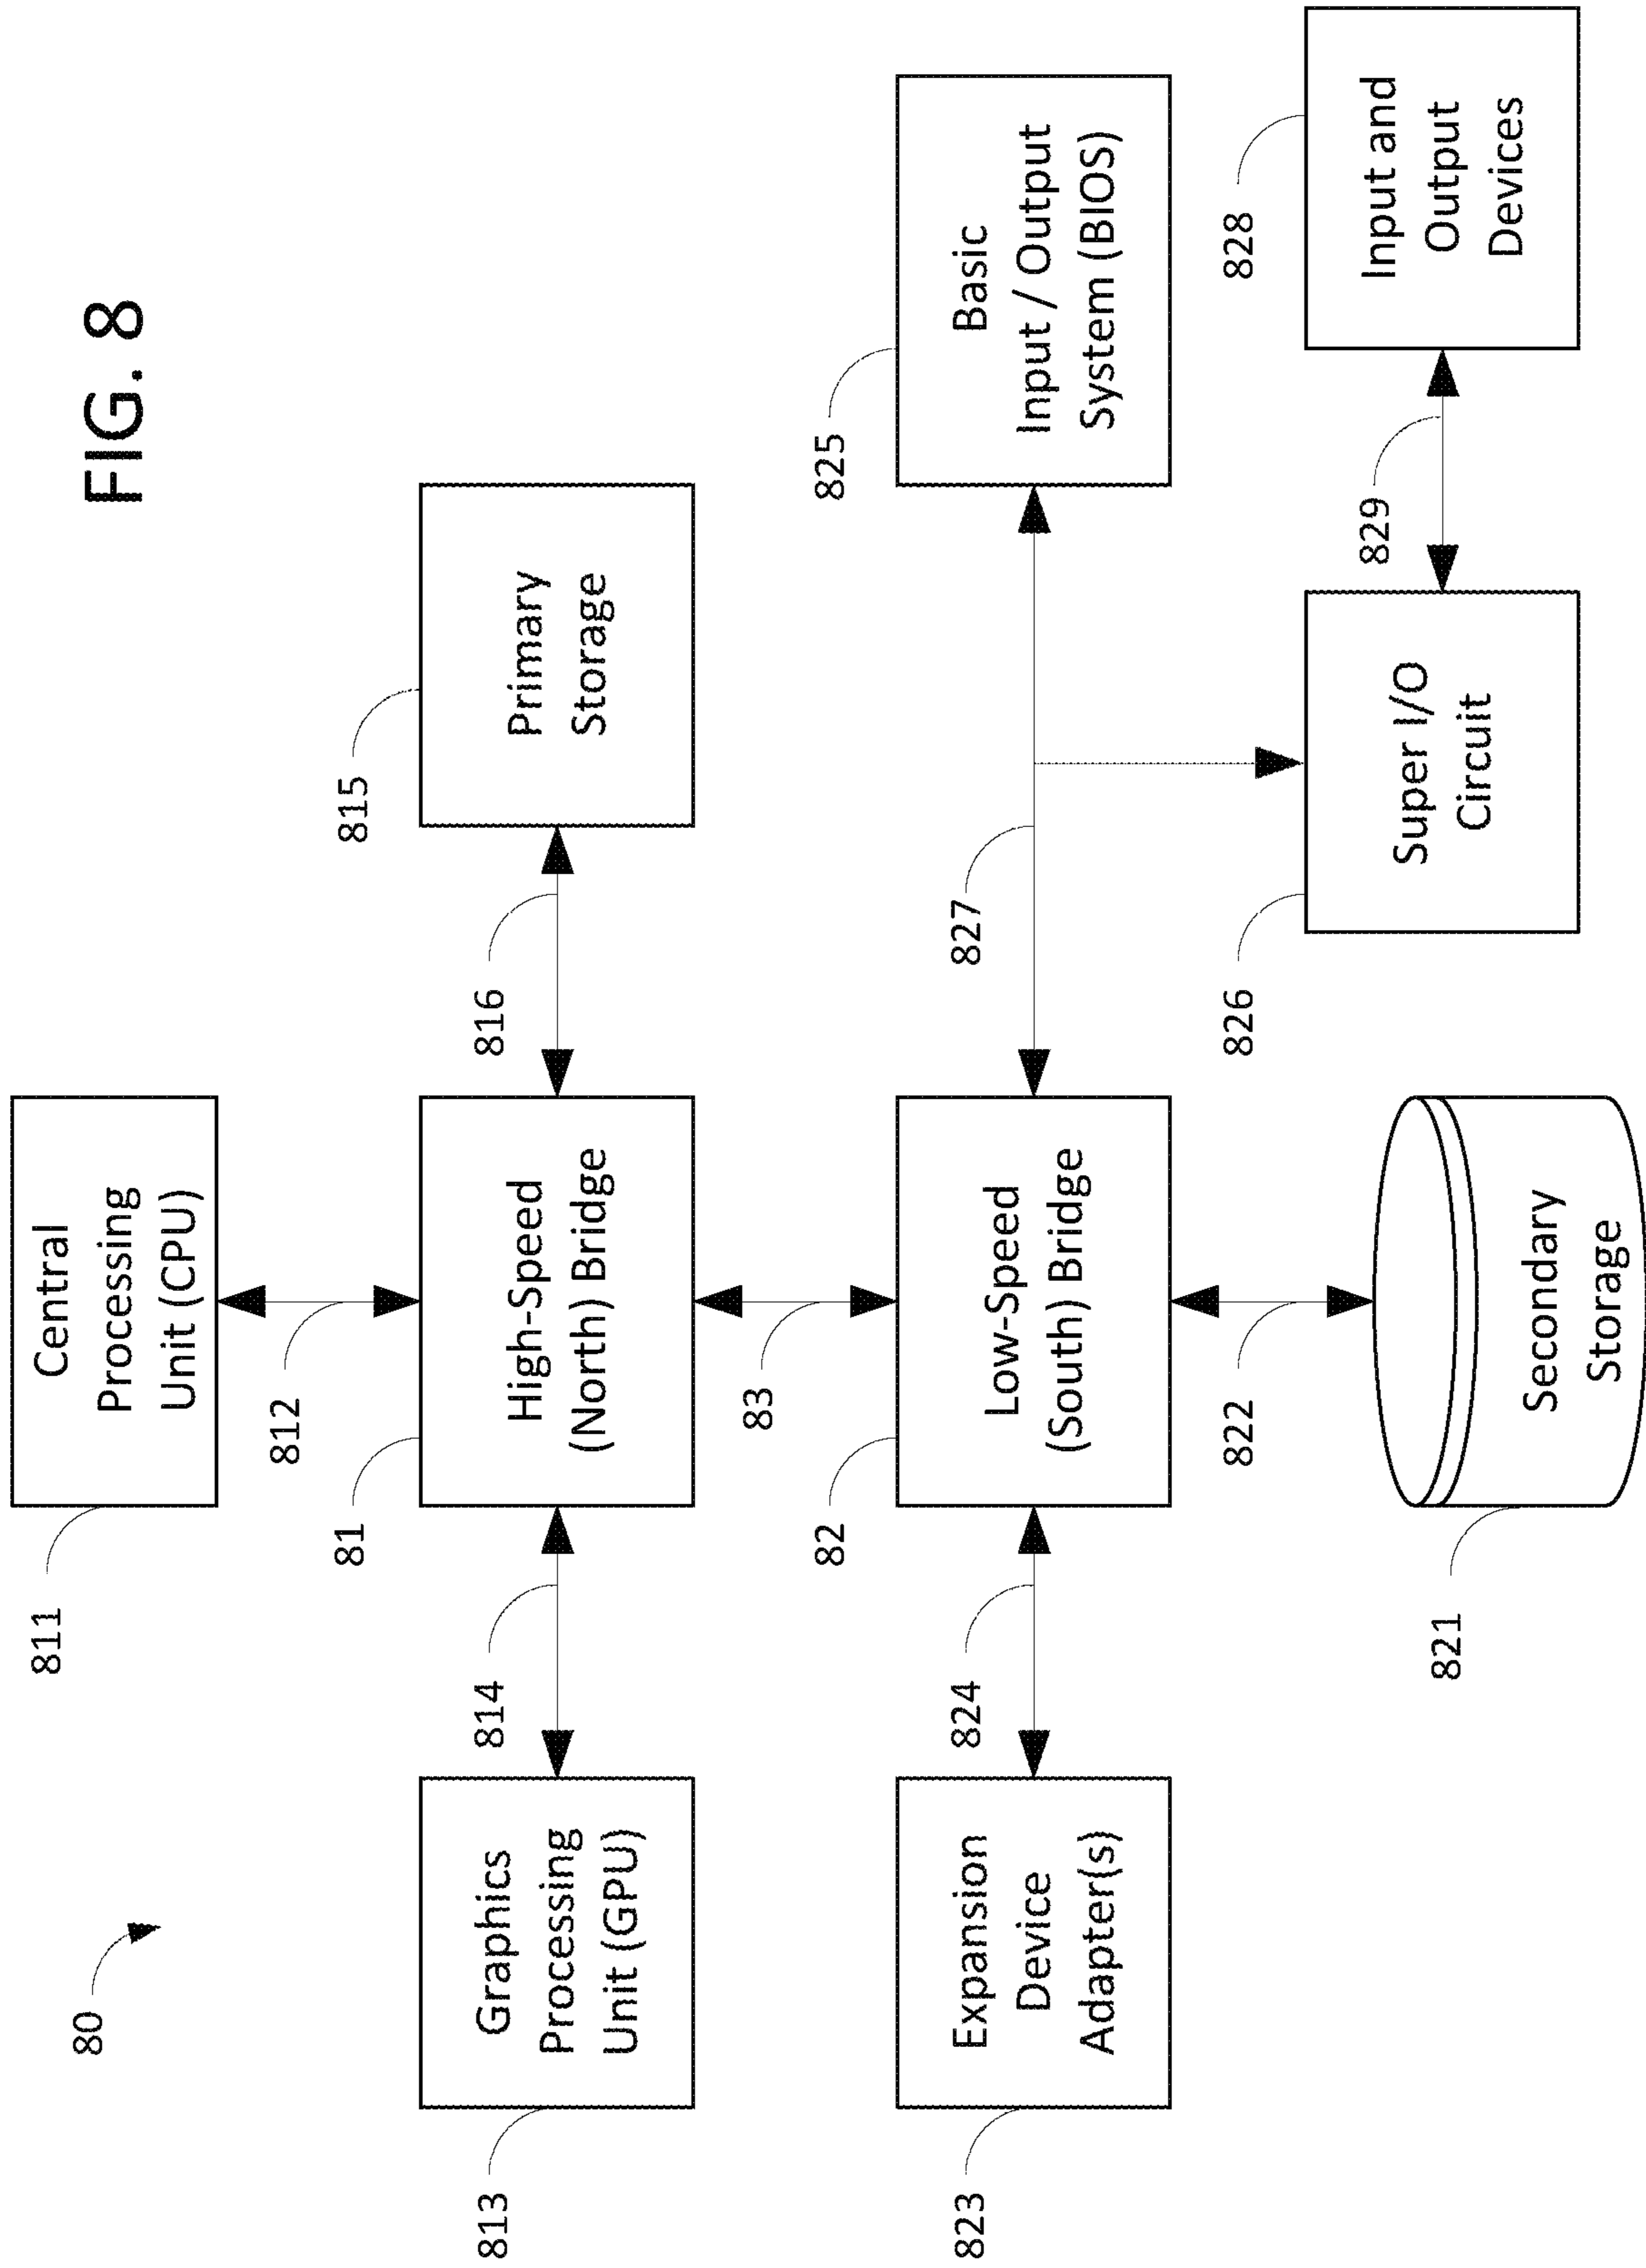 FIG. 8
80
811
Central
Processing
Unit (CPU)
812
81
813
Graphics
Processing
Unit (GPU)
814
High-Speed
(North) Bridge
816
815
Primary
Storage
83
82
823
Expansion
Device
Adapter(s)
824
Low-Speed
(South) Bridge
827
825
Basic
Input / Output
System (BIOS)
822
821
Secondary
Storage
826
Super I/O
Circuit
829
828
Input and
Output
Devices